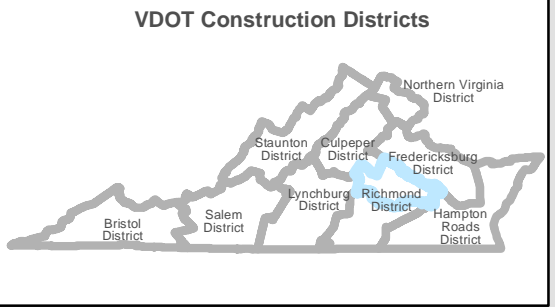 VDOT Construction Districts
Northern Virginia
District
Staunton
District
Culpeper
District
Fredericksburg
District
Lynchburg
District
Richmond
District
Salem
District
Bristol
District
Hampton
Roads
District